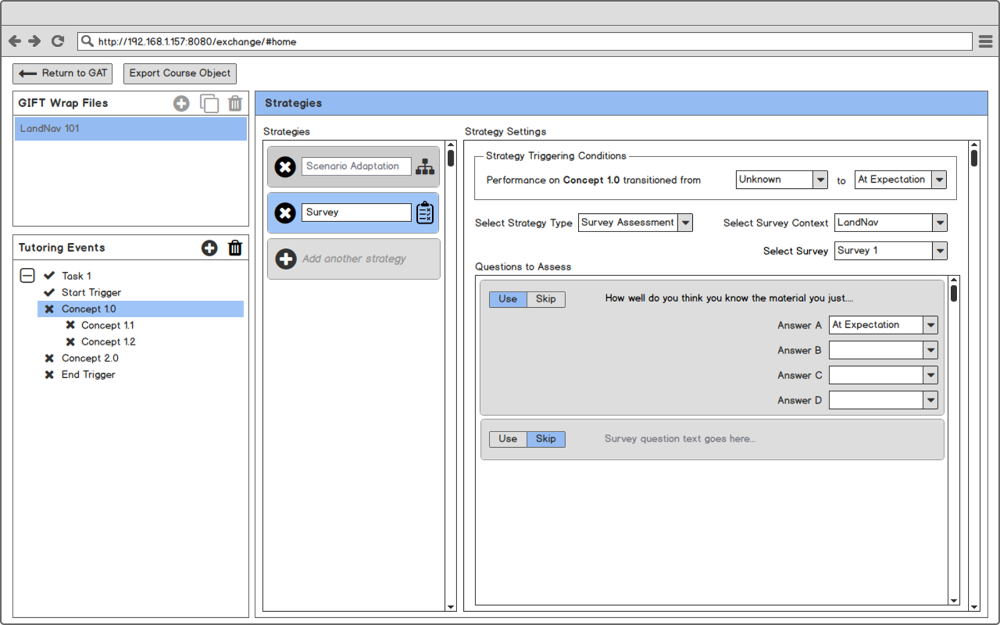 http://192.168.1.157:8080/exchange/#home
Return to GAT
Export Course Object
GIFT Wrap Files
LandNav 101
Tutoring Events
Task 1
Start Trigger
Concept 1.0
Concept 1.1
Concept 1.2
Concept 2.0
End Trigger
Strategies
Strategies
Scenario Adaptation
Survey
Add another strategy
Strategy Settings
Strategy Triggering Conditions
Performance on Concept 1.0 transitioned from Unknown to At Expectation
Select Strategy Type Survey Assessment Select Survey Context LandNav
Select Survey Survey 1
Questions to Assess
Use Skip How well do you think you know the material you just....
Answer A At Expectation
Answer B
Answer C
Answer D
Use Skip Survey question text goes here...